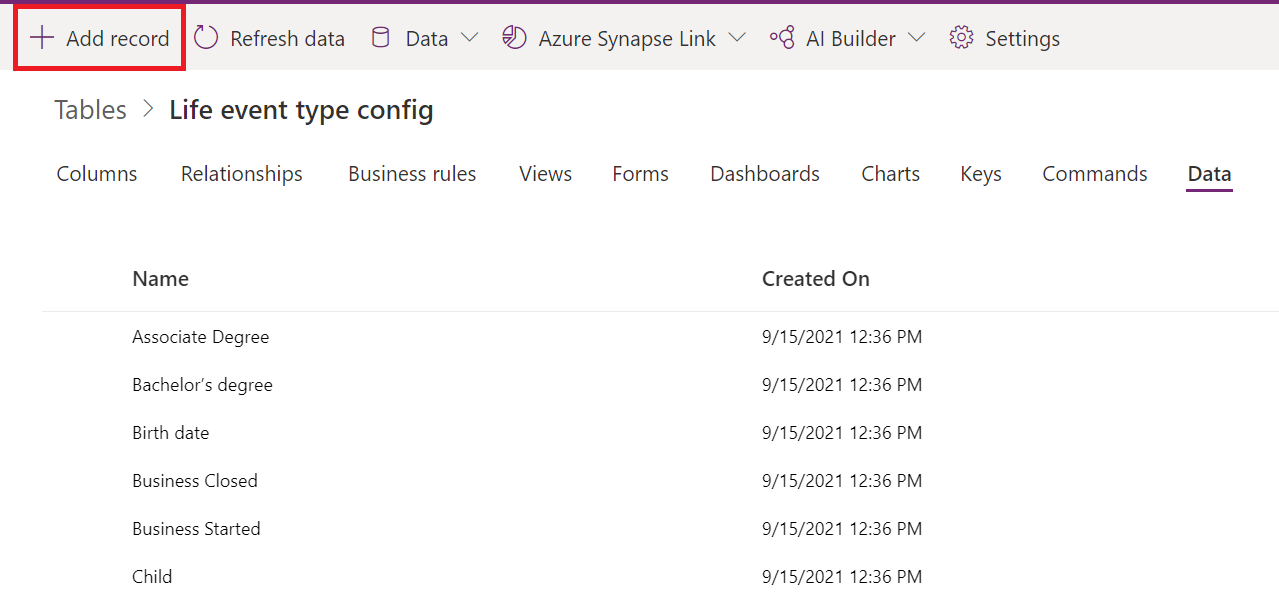 Add record Refresh data Data Azure Synapse Link AI Builder Settings
Tables > Life event type config
Columns Relationships Business rules Views Forms Dashboards Charts Keys Commands Data
Name Created On
Associate Degree 9/15/2021 12:36 PM
Bachelor’s degree 9/15/2021 12:36 PM
Birth date 9/15/2021 12:36 PM
Business Closed 9/15/2021 12:36 PM
Business Started 9/15/2021 12:36 PM
Child 9/15/2021 12:36 PM